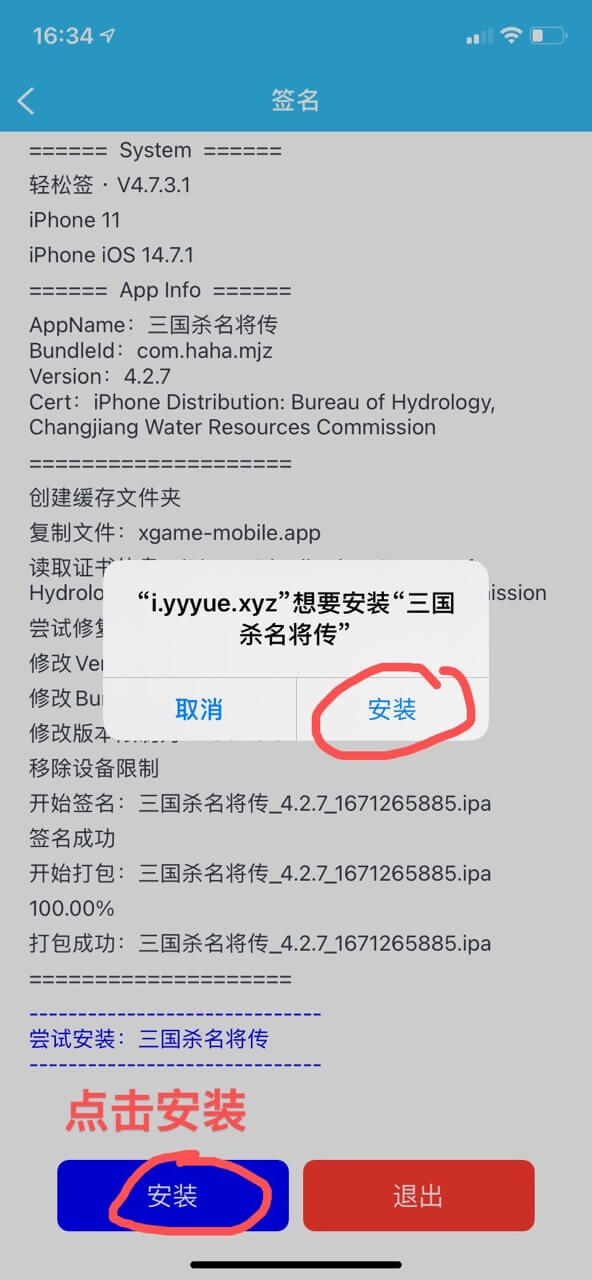 16:34
签名
====== System ======
轻松签 · V4.7.3.1
iPhone 11
iPhone iOS 14.7.1
====== App Info ======
AppName：三国杀名将传
BundleId：com.haha.mjz
Version：4.2.7
Cert：iPhone Distribution: Bureau of Hydrology,
Changjiang Water Resources Commission
====================
创建缓存文件夹
复制文件：xgame-mobile.app
读取证书
Hydrolo
ission
尝试修复
修改Ver
修改Bu
修改版本
“i.yyyue.xyz”想要安装“三国
杀名将传”
取消
安装
移除设备限制
开始签名：三国杀名将传_4.2.7_1671265885.ipa
签名成功
开始打包：三国杀名将传_4.2.7_1671265885.ipa
100.00%
打包成功：三国杀名将传_4.2.7_1671265885.ipa
====================
-----------------------------
尝试安装：三国杀名将传
-----------------------------
点击安装
安装
退出